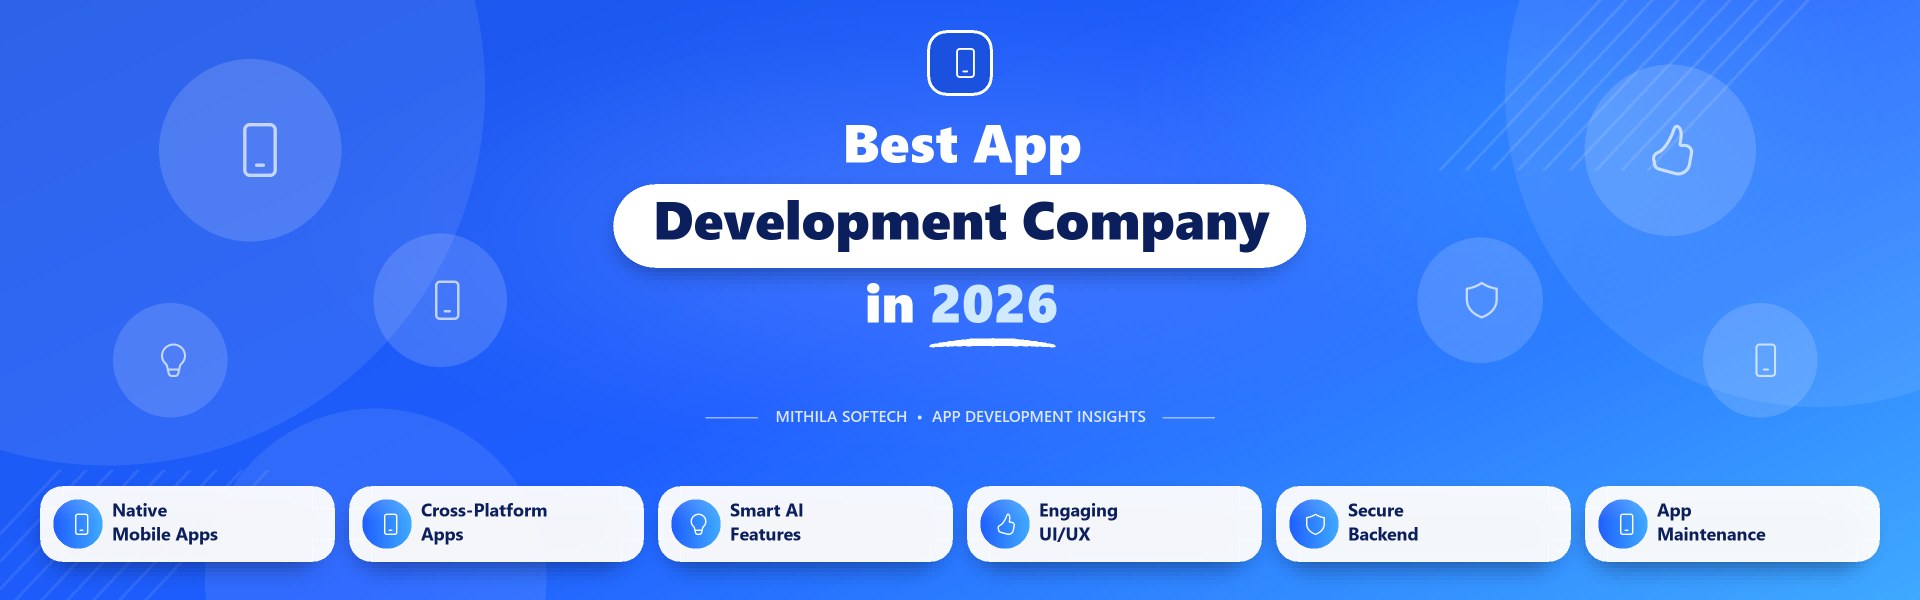 Best App
Development Company
in 2026
MITHILA SOFTECH • APP DEVELOPMENT INSIGHTS
Native
Mobile Apps
Cross-Platform
Apps
Smart AI
Features
Engaging
UI/UX
Secure
Backend
App
Maintenance